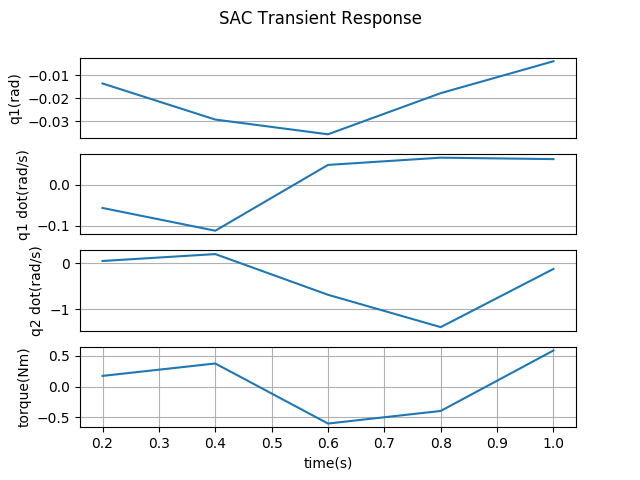 SAC Transient Response
q1(rad)
−0.01
−0.02
−0.03
q1 dot(rad/s)
0.0
−0.1
q2 dot(rad/s)
0
−1
torque(Nm)
0.5
0.0
−0.5
0.2 0.3 0.4 0.5 0.6 0.7 0.8 0.9 1.0
time(s)